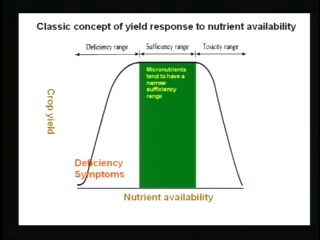 Classic concept of yield response to nutrient availability
Deficiency range
Sufficiency range
Toxicity range
Micronutrients
tend to have a
narrow
sufficiency
range
Crop yield
Deficiency
Symptoms
Nutrient availability